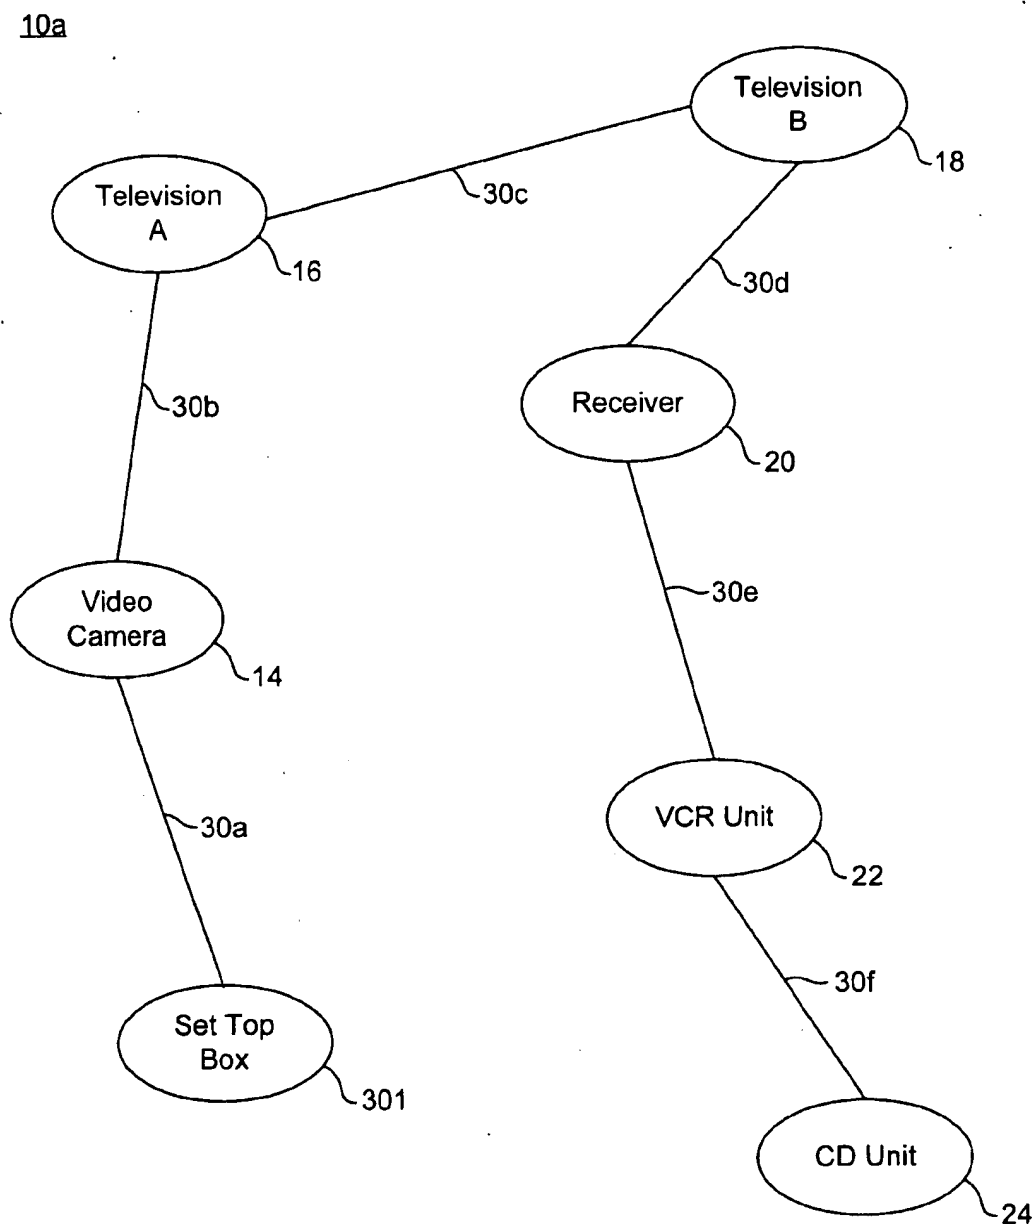 10a
Television
B
18
30c
Television
A
16
30d
30b
Receiver
20
30e
Video
Camera
14
VCR Unit
22
30a
30f
Set Top
Box
301
CD Unit
24